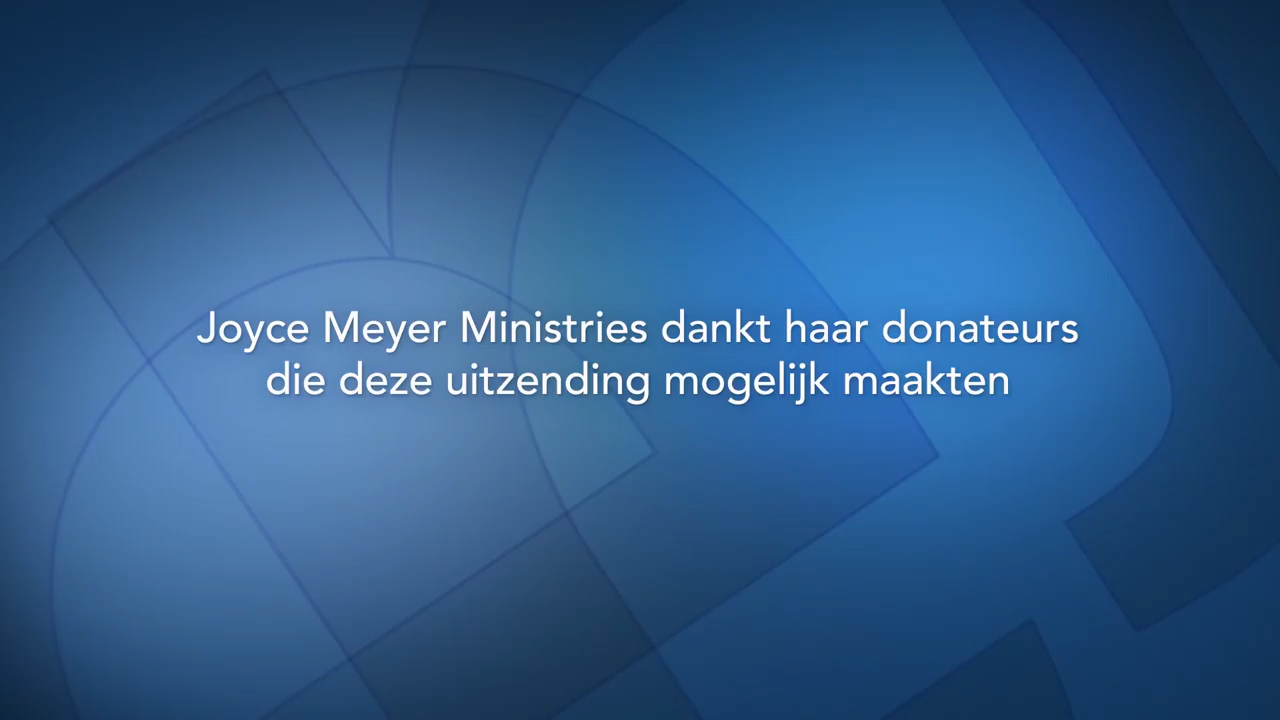 Joyce Meyer Ministries dankt haar donateurs
die deze uitzending mogelijk maakten